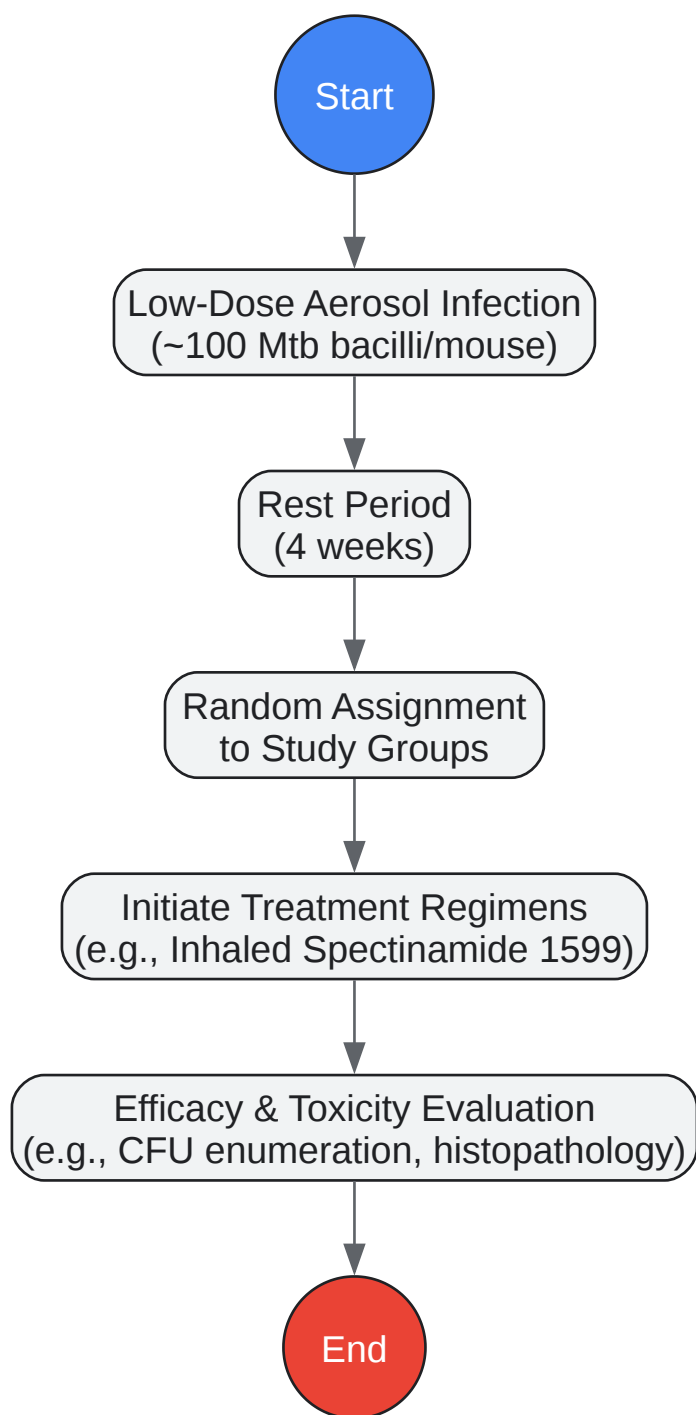 Start
Low-Dose Aerosol Infection
(~100 Mtb bacilli/mouse)
Rest Period
(4 weeks)
Random Assignment
to Study Groups
Initiate Treatment Regimens
(e.g., Inhaled Spectinamide 1599)
Efficacy & Toxicity Evaluation
(e.g., CFU enumeration, histopathology)
End